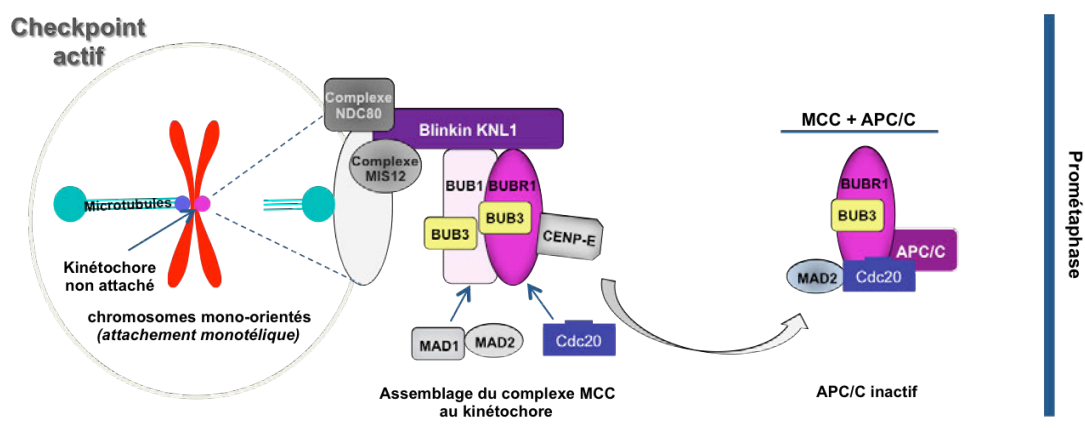 Checkpoint
actif
Complexe
NDC80
Blinkin KNL1
Complexe
MIS12
BUB1
BUBR1
BUB3
BUB3
CENP-E
Microtubules
Kinétochore
non attaché
chromosomes mono-orientés
(attachement monotélique)
MAD1
MAD2
Cdc20
Assemblage du complexe MCC
au kinétochore
MCC + APC/C
BUBR1
BUB3
APC/C
MAD2
Cdc20
APC/C inactif
Prométaphase